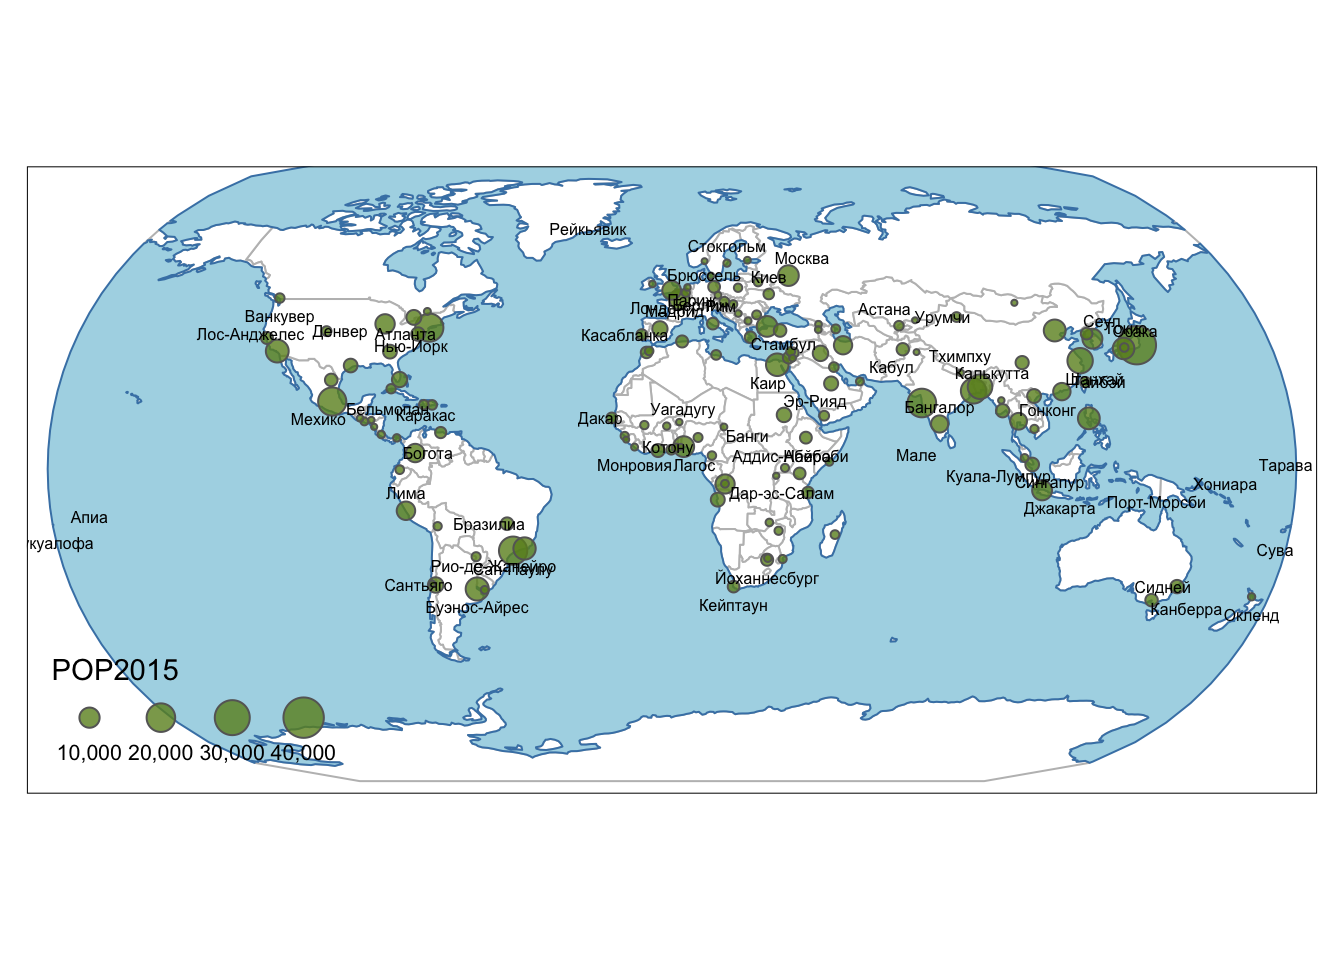 Рейкьявик
Стокгольм
Москва
Брюссель
Киев
Ванкувер
Париж
Лондон
Берлин
Рим
Мадрид
Астана
Урумчи
Сеул
Токио
Осака
Лос-Анджелес
Денвер
Атланта
Нью-Йорк
Касабланка
Стамбул
Тхимпху
Кабул
Калькутта
Шанхай
Тайбэй
Каир
Эр-Рияд
Мехико
Бельмопан
Каракас
Дакар
Уагадугу
Бангалор
Гонконг
Банги
Котону
Богота
Монровия
Лагос
Аддис-Абеба
Найроби
Мале
Куала-Лумпур
Сингапур
Тарава
Хониара
Лима
Дар-эс-Салам
Джакарта
Порт-Морсби
Апиа
Бразилиа
укуалофа
Сува
Рио-де-Жанейро
Сан-Паулу
Сантьяго
Йоханнесбург
Сидней
Буэнос-Айрес
Кейптаун
Канберра
Окленд
POP2015
10,000 20,000 30,000 40,000